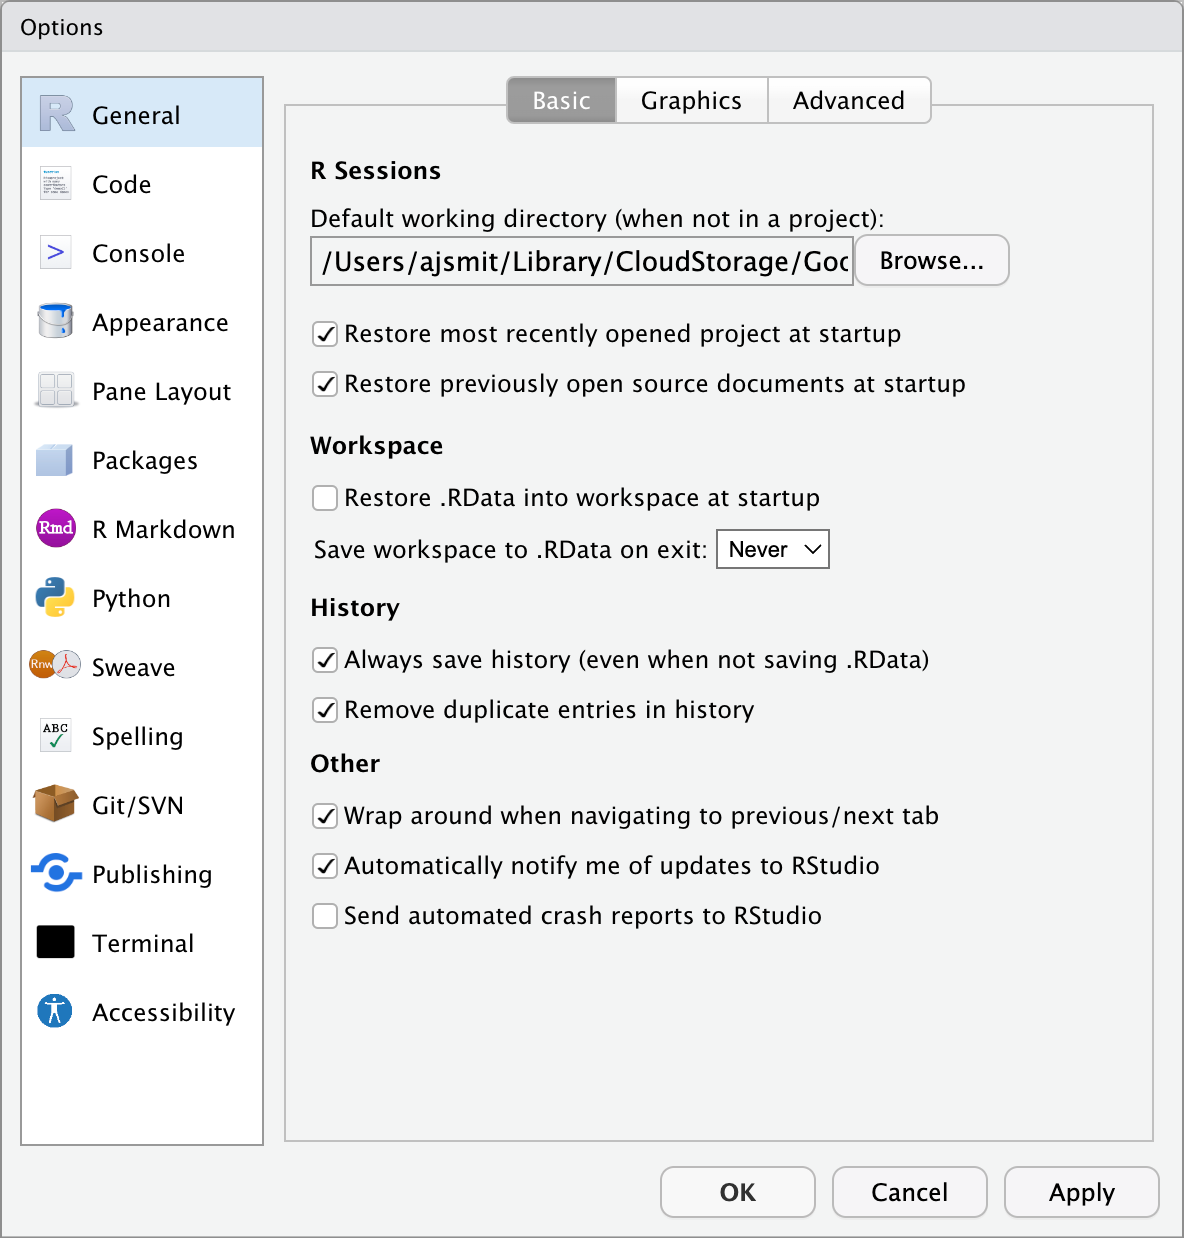 Options
General
Code
Console
Appearance
Pane Layout
Packages
Rmd
R Markdown
Python
Rnw
Sweave
ABC
Spelling
Git/SVN
Publishing
Terminal
Accessibility
Basic
Graphics
Advanced
R Sessions
Default working directory (when not in a project):
/Users/ajsmit/Library/CloudStorage/Goo
Browse...
Restore most recently opened project at startup
Restore previously open source documents at startup
Workspace
Restore .RData into workspace at startup
Save workspace to .RData on exit: Never
History
Always save history (even when not saving .RData)
Remove duplicate entries in history
Other
Wrap around when navigating to previous/next tab
Automatically notify me of updates to RStudio
Send automated crash reports to RStudio
OK
Cancel
Apply